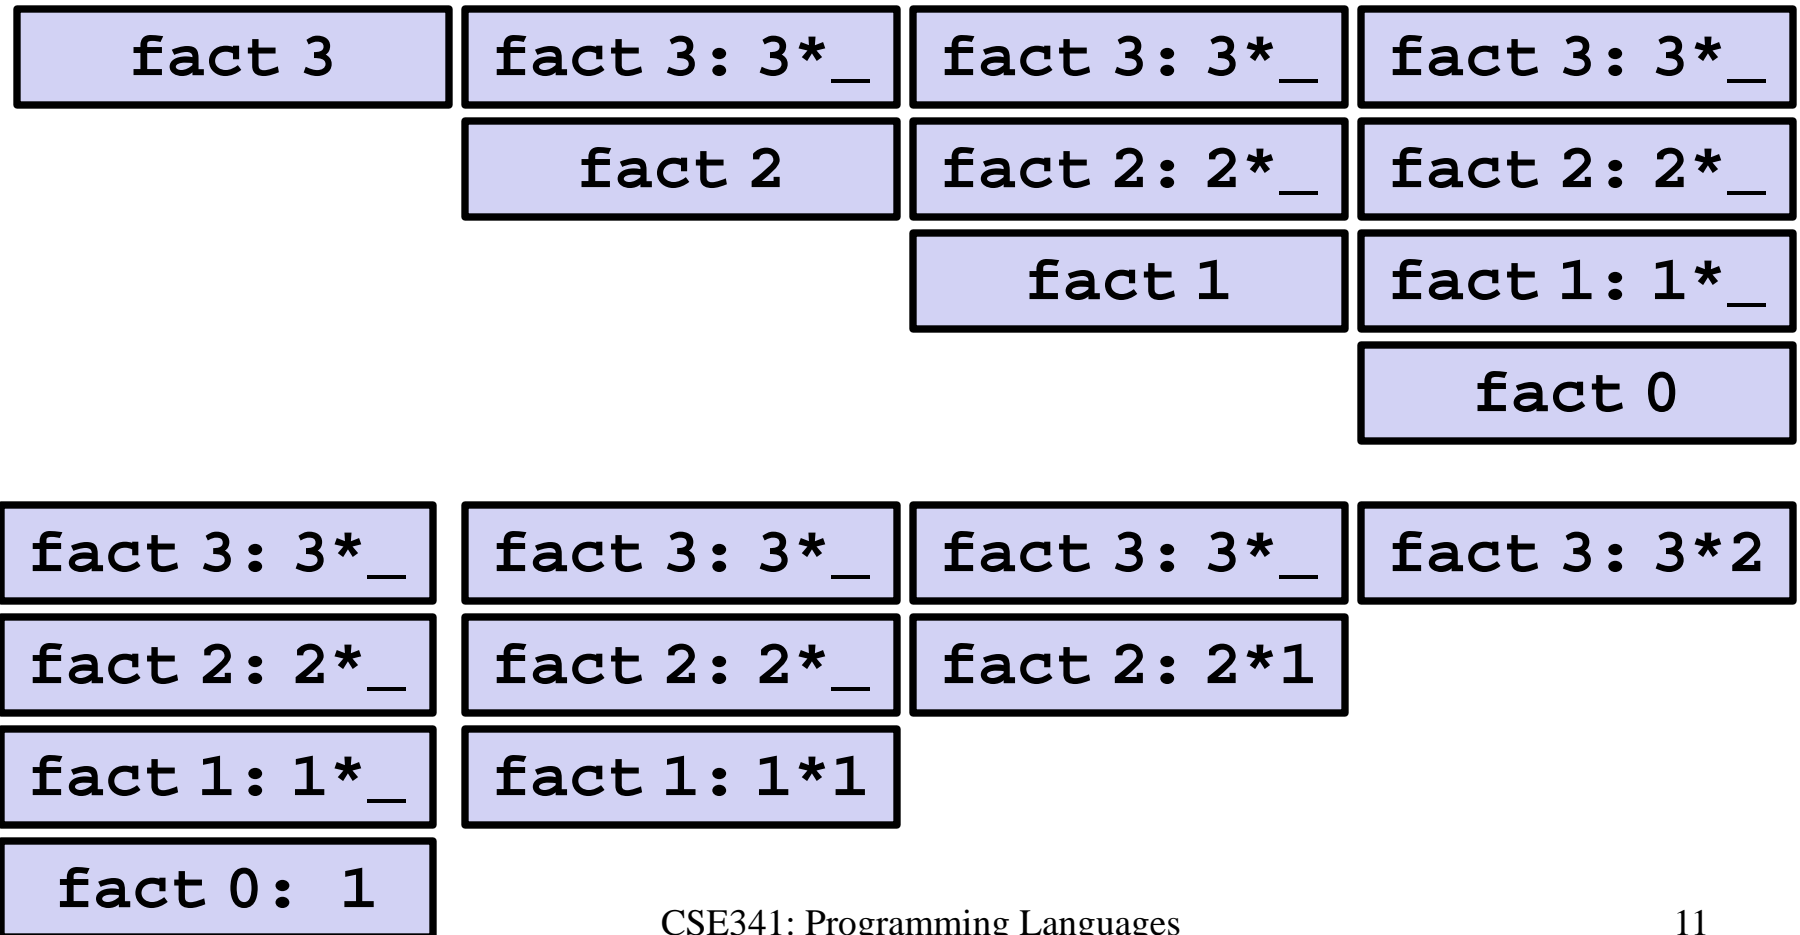 fact 3 fact 3: 3*_ fact 3: 3*_ fact 3: 3*_
fact 2 fact 2: 2*_ fact 2: 2*_
fact 1 fact 1: 1*_
fact 0
fact 3: 3*_ fact 3: 3*_ fact 3: 3*_ fact 3: 3*2
fact 2: 2*_ fact 2: 2*_ fact 2: 2*1
fact 1: 1*_ fact 1: 1*1
fact 0: 1
CSE341: Programming Languages 11